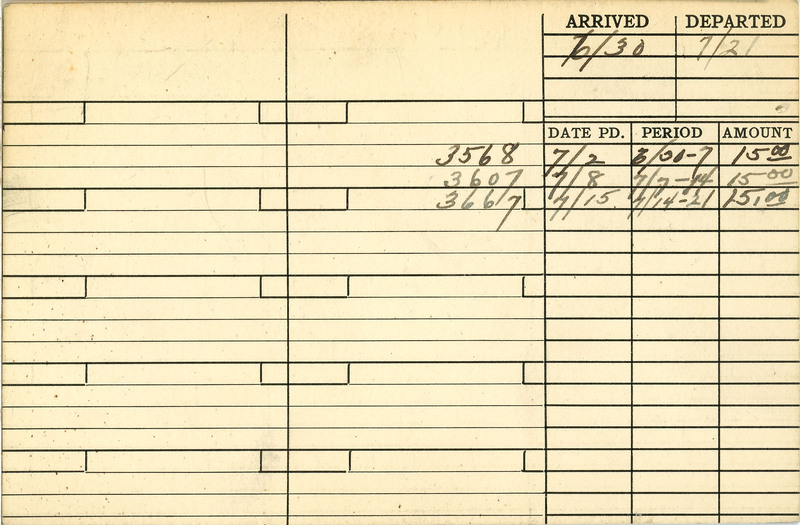 ARRIVED DEPARTED
6/30 7/21
DATE PD. PERIOD AMOUNT
3568 7/2 6/30-7 15.00
3607 7/8 7/7-14 15.00
3667 7/15 7/14-21 15.00